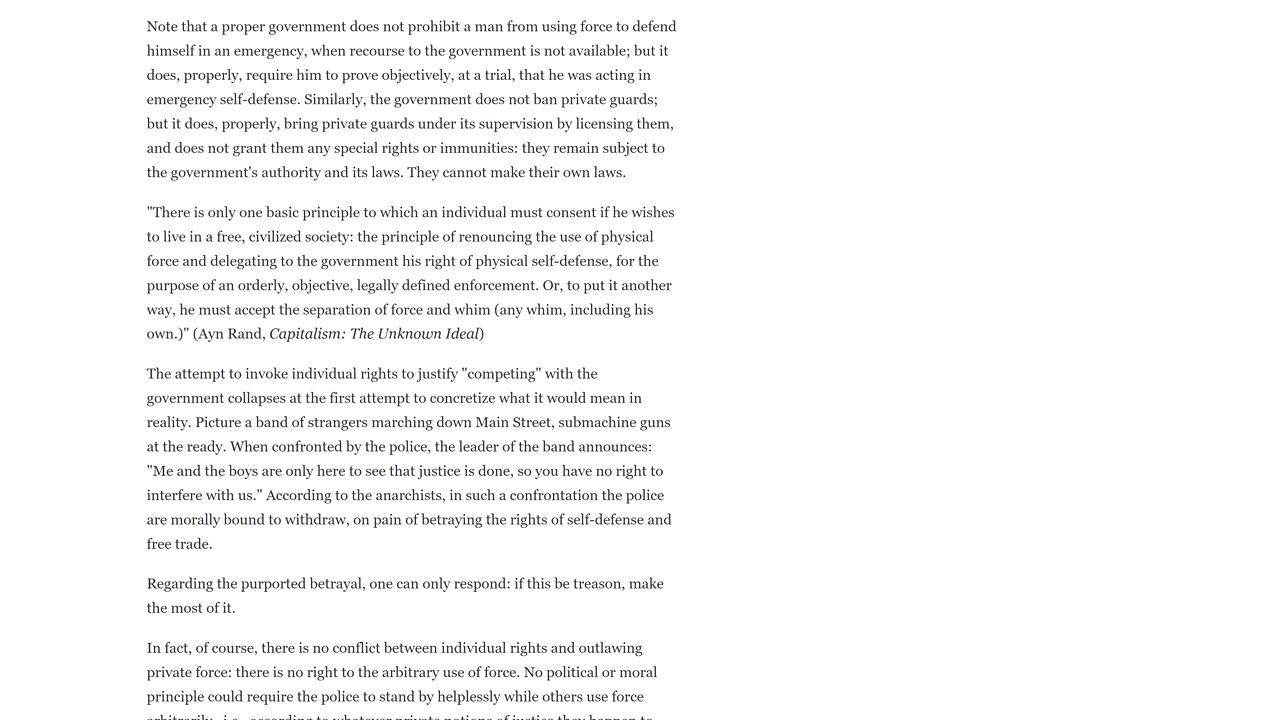 Note that a proper government does not prohibit a man from using force to defend
himself in an emergency, when recourse to the government is not available; but it
does, properly, require him to prove objectively, at a trial, that he was acting in
emergency self-defense. Similarly, the government does not ban private guards;
but it does, properly, bring private guards under its supervision by licensing them,
and does not grant them any special rights or immunities: they remain subject to
the government's authority and its laws. They cannot make their own laws.
"There is only one basic principle to which an individual must consent if he wishes
to live in a free, civilized society: the principle of renouncing the use of physical
force and delegating to the government his right of physical self-defense, for the
purpose of an orderly, objective, legally defined enforcement. Or, to put it another
way, he must accept the separation of force and whim (any whim, including his
own.)" (Ayn Rand, Capitalism: The Unknown Ideal)
The attempt to invoke individual rights to justify "competing" with the
government collapses at the first attempt to concretize what it would mean in
reality. Picture a band of strangers marching down Main Street, submachine guns
at the ready. When confronted by the police, the leader of the band announces:
"Me and the boys are only here to see that justice is done, so you have no right to
interfere with us." According to the anarchists, in such a confrontation the police
are morally bound to withdraw, on pain of betraying the rights of self-defense and
free trade.
Regarding the purported betrayal, one can only respond: if this be treason, make
the most of it.
In fact, of course, there is no conflict between individual rights and outlawing
private force: there is no right to the arbitrary use of force. No political or moral
principle could require the police to stand by helplessly while others use force
arbitrarily--i.e., according to whatever private notions of justice they happen to